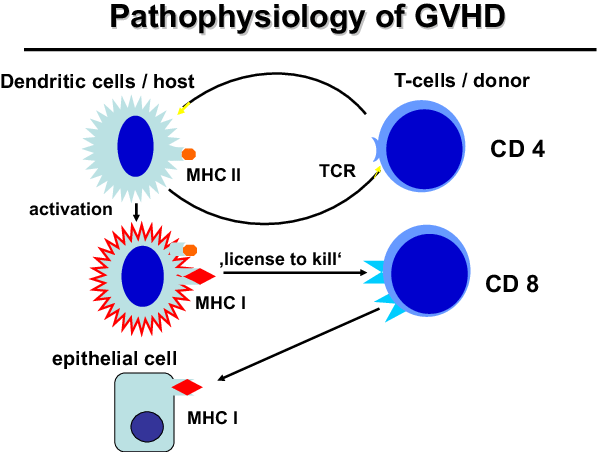 Pathophysiology of GVHD
Dendritic cells / host
T-cells / donor
MHC II
TCR
CD 4
activation
‚license to kill‘
MHC I
CD 8
epithelial cell
MHC I